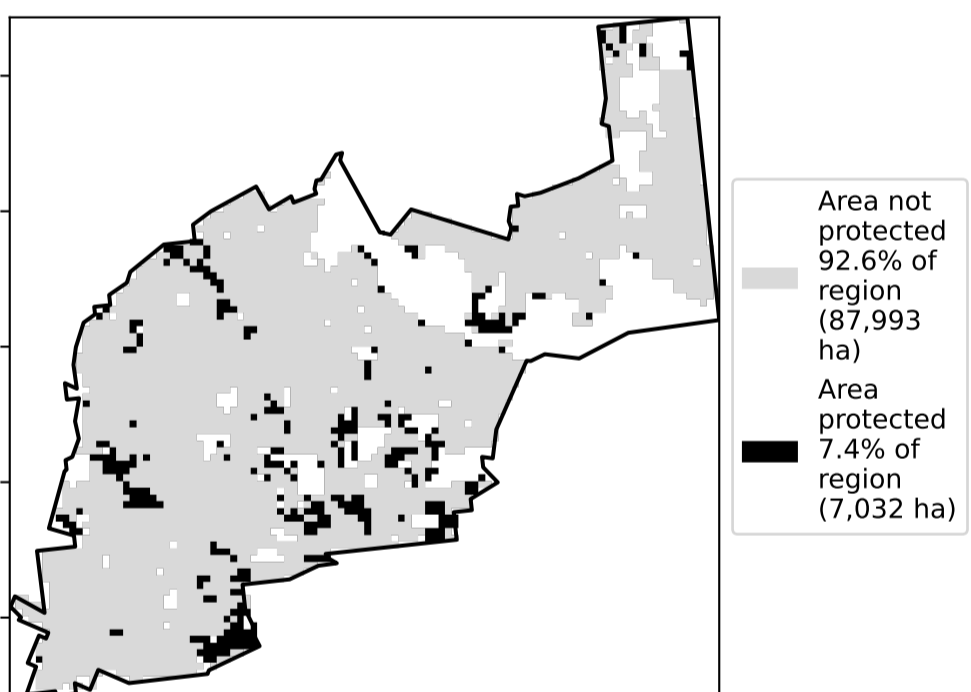 Area not
protected
92.6% of
region
(87,993
ha)
Area
protected
7.4% of
region
(7,032 ha)